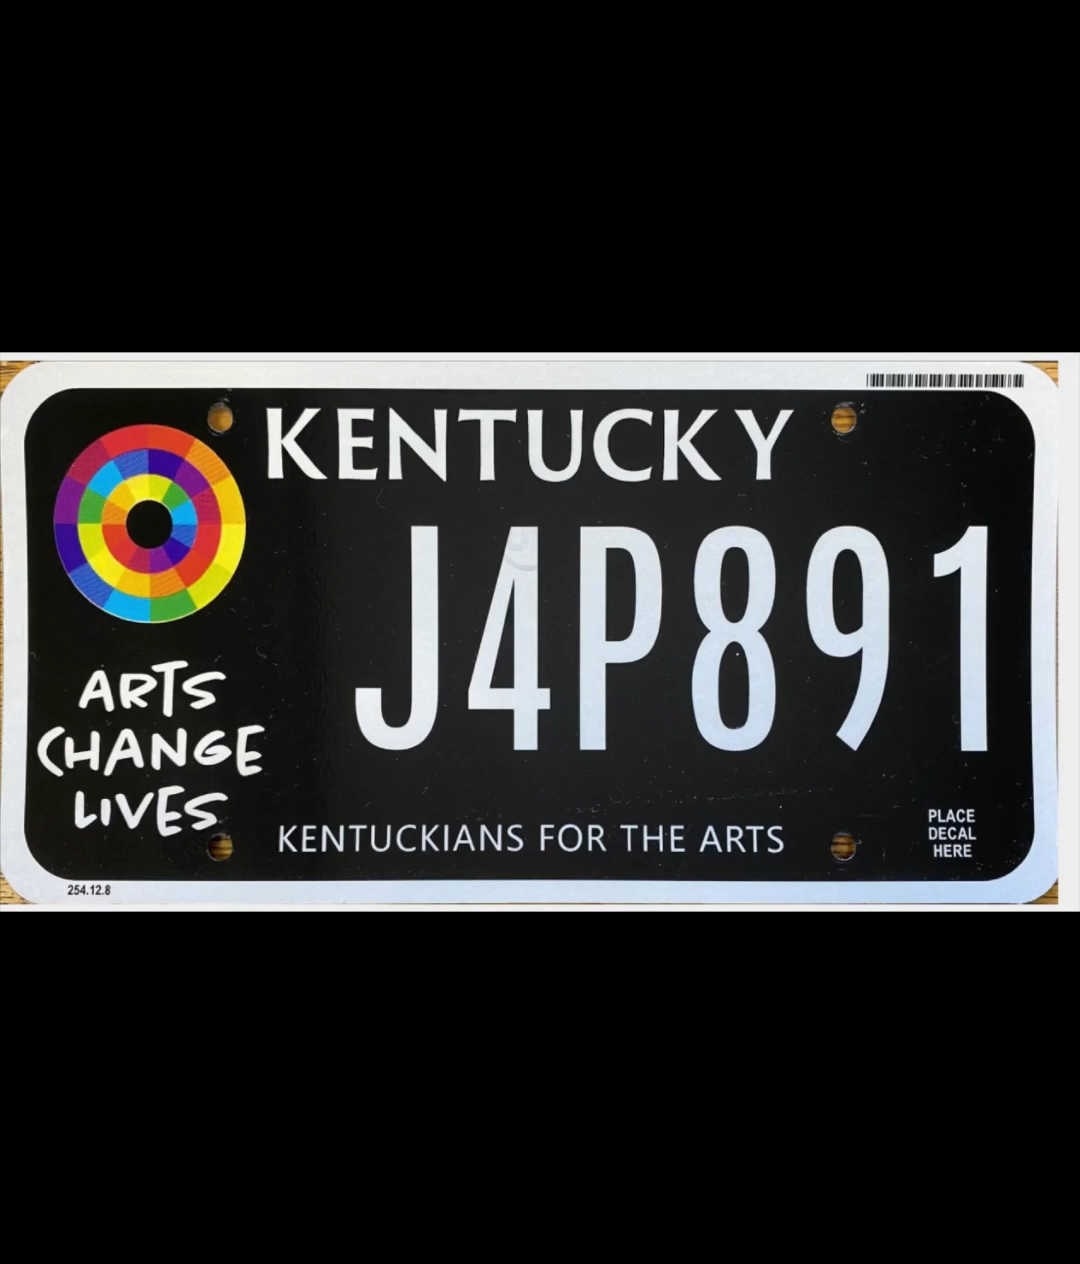 KENTUCKY
J4P891
ARTS
CHANGE
LIVES
KENTUCKIANS FOR THE ARTS
PLACE
DECAL
HERE
254.12.8